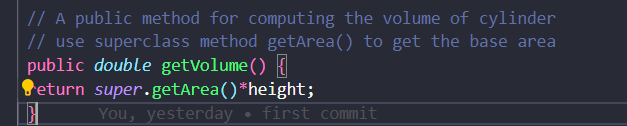 // A public method for computing the volume of cylinder
// use superclass method getArea() to get the base area
public double getVolume() {
return super.getArea()*height;
} You, yesterday • first commit